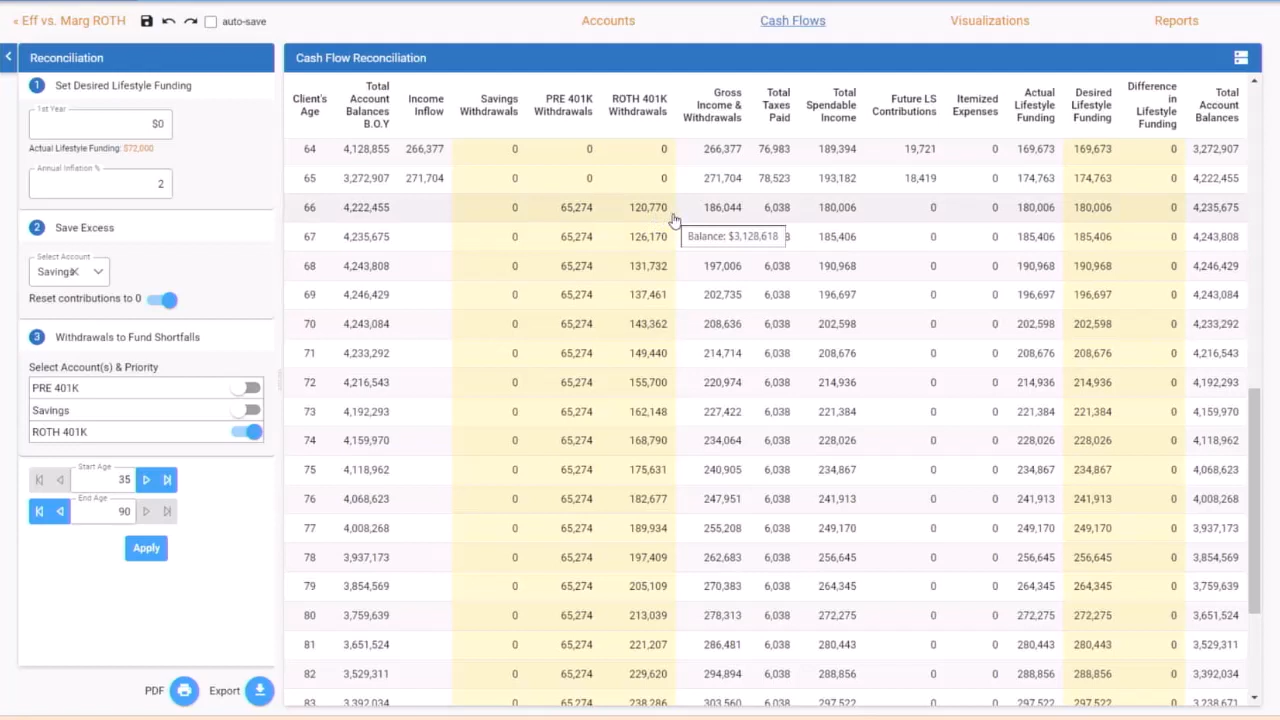 « Eff vs. Marg ROTH auto-save Accounts Cash Flows Visualizations Reports
Reconciliation
1 Set Desired Lifestyle Funding
1st Year
$0
Actual Lifestyle Funding: $72,000
Annual Inflation %
2
2 Save Excess
Select Account
Savings
Reset contributions to 0
3 Withdrawals to Fund Shortfalls
Select Account(s) & Priority
PRE 401K
Savings
ROTH 401K
Start Age
35
End Age
90
Apply
PDF Export
Cash Flow Reconciliation
Client's Age Total Account Balances B.O.Y Income Inflow Savings Withdrawals PRE 401K Withdrawals ROTH 401K Withdrawals Gross Income & Withdrawals Total Taxes Paid Total Spendable Income Future LS Contributions Itemized Expenses Actual Lifestyle Funding Desired Lifestyle Funding Difference in Lifestyle Funding Total Account Balances
64 4,128,855 266,377 0 0 0 266,377 76,983 189,394 19,721 0 169,673 169,673 0 3,272,907
65 3,272,907 271,704 0 0 0 271,704 78,523 193,182 18,419 0 174,763 174,763 0 4,222,455
66 4,222,455 0 65,274 120,770 186,044 6,038 180,006 0 0 180,006 180,006 0 4,235,675
67 4,235,675 0 65,274 126,170 Balance: $3,128,618 8 185,406 0 0 185,406 185,406 0 4,243,808
68 4,243,808 0 65,274 131,732 197,006 6,038 190,968 0 0 190,968 190,968 0 4,246,429
69 4,246,429 0 65,274 137,461 202,735 6,038 196,697 0 0 196,697 196,697 0 4,243,084
70 4,243,084 0 65,274 143,362 208,636 6,038 202,598 0 0 202,598 202,598 0 4,233,292
71 4,233,292 0 65,274 149,440 214,714 6,038 208,676 0 0 208,676 208,676 0 4,216,543
72 4,216,543 0 65,274 155,700 220,974 6,038 214,936 0 0 214,936 214,936 0 4,192,293
73 4,192,293 0 65,274 162,148 227,422 6,038 221,384 0 0 221,384 221,384 0 4,159,970
74 4,159,970 0 65,274 168,790 234,064 6,038 228,026 0 0 228,026 228,026 0 4,118,962
75 4,118,962 0 65,274 175,631 240,905 6,038 234,867 0 0 234,867 234,867 0 4,068,623
76 4,068,623 0 65,274 182,677 247,951 6,038 241,913 0 0 241,913 241,913 0 4,008,268
77 4,008,268 0 65,274 189,934 255,208 6,038 249,170 0 0 249,170 249,170 0 3,937,173
78 3,937,173 0 65,274 197,409 262,683 6,038 256,645 0 0 256,645 256,645 0 3,854,569
79 3,854,569 0 65,274 205,109 270,383 6,038 264,345 0 0 264,345 264,345 0 3,759,639
80 3,759,639 0 65,274 213,039 278,313 6,038 272,275 0 0 272,275 272,275 0 3,651,524
81 3,651,524 0 65,274 221,207 286,481 6,038 280,443 0 0 280,443 280,443 0 3,529,311
82 3,529,311 0 65,274 229,620 294,894 6,038 288,856 0 0 288,856 288,856 0 3,392,034
83 3,392,034 0 65,274 238,286 303,560 6,038 297,522 0 0 297,522 297,522 0 3,238,671